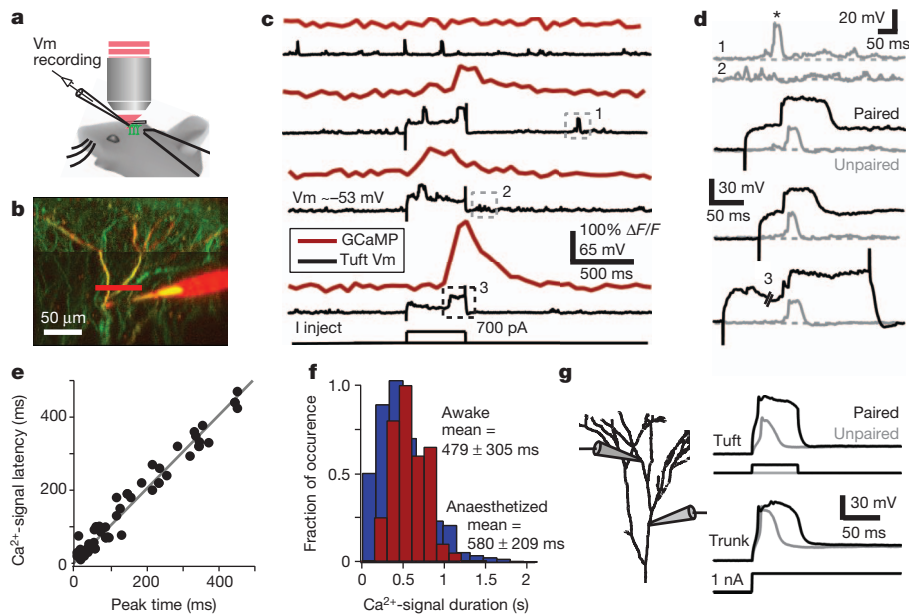 a
Vm
recording
b
50 μm
c
1
2
Vm ~–53 mV
GCaMP
Tuft Vm
100% ΔF/F
65 mV
500 ms
3
I inject
700 pA
d
20 mV
50 ms
*
1
2
Paired
Unpaired
30 mV
50 ms
3
e
Ca2+-signal latency (ms)
400
200
0
0 200 400
Peak time (ms)
f
Fraction of occurence
1.0
0.5
0
Awake
mean =
479 ± 305 ms
Anaesthetized
mean =
580 ± 209 ms
0 0.5 1 1.5 2
Ca2+-signal duration (s)
g
Tuft
Paired
Unpaired
Trunk
30 mV
50 ms
1 nA